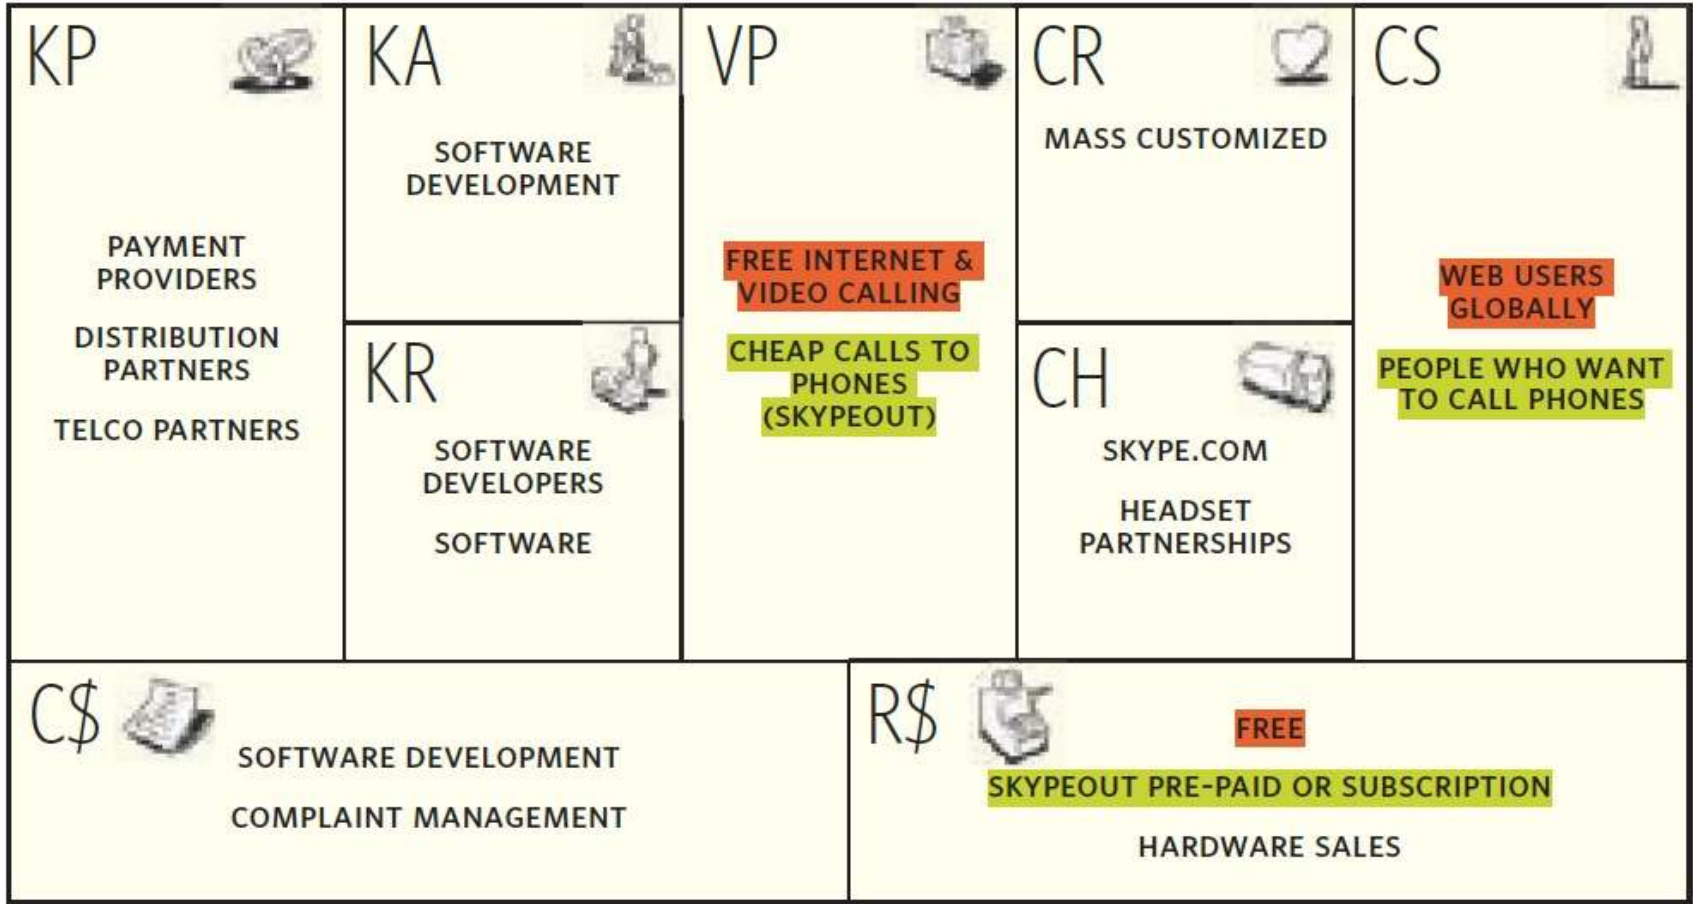 KP
PAYMENT
PROVIDERS
DISTRIBUTION
PARTNERS
TELCO PARTNERS
KA
SOFTWARE
DEVELOPMENT
KR
SOFTWARE
DEVELOPERS
SOFTWARE
VP
FREE INTERNET &
VIDEO CALLING
CHEAP CALLS TO
PHONES
(SKYPEOUT)
CR
MASS CUSTOMIZED
CH
SKYPE.COM
HEADSET
PARTNERSHIPS
CS
WEB USERS
GLOBALLY
PEOPLE WHO WANT
TO CALL PHONES
C$
SOFTWARE DEVELOPMENT
COMPLAINT MANAGEMENT
R$
FREE
SKYPEOUT PRE-PAID OR SUBSCRIPTION
HARDWARE SALES